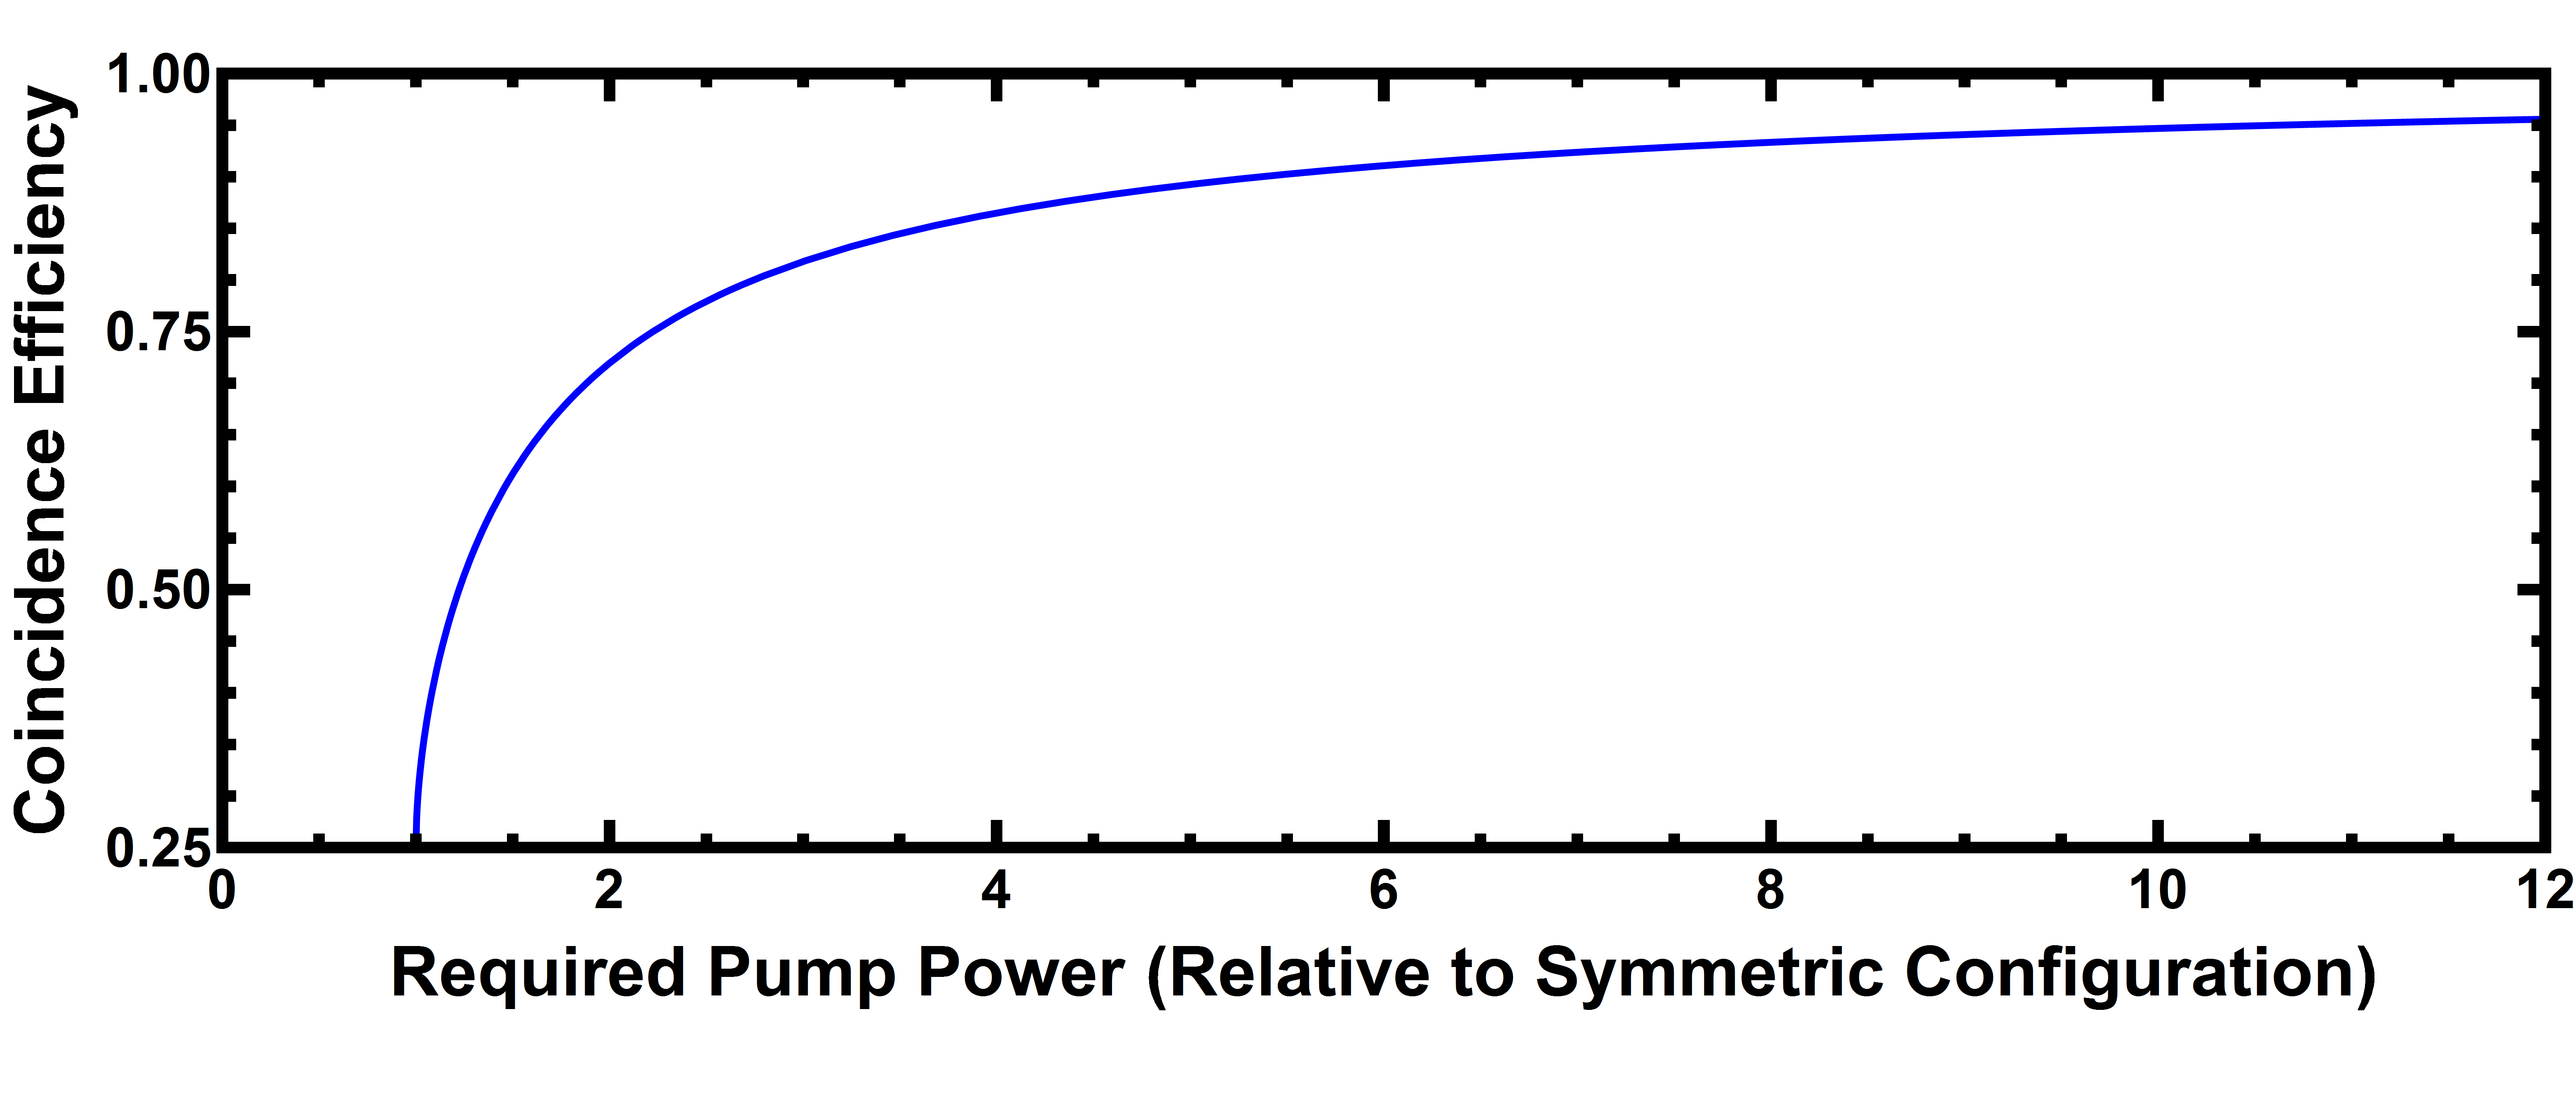 Coincidence Efficiency
1.00
0.75
0.50
0.25
0 2 4 6 8 10 12
Required Pump Power (Relative to Symmetric Configuration)